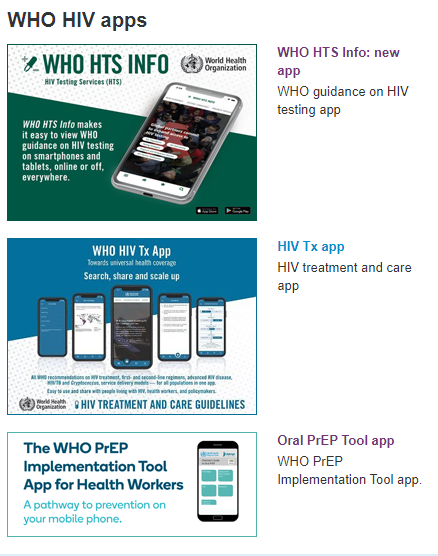 WHO HIV apps
WHO HTS INFO
HIV Testing Services (HTS)
World Health
Organization
WHO HTS Info makes
it easy to view WHO
guidance on HIV testing
on smartphones and
tablets, online or off,
everywhere.
App Store
Google Play
WHO HTS Info: new
app
WHO guidance on HIV
testing app
WHO HIV Tx App
Towards universal health coverage
Search, share and scale up
All WHO recommendations on HIV treatment, first- and second-line regimens, advanced HIV disease,
HIV/TB and Cryptococcus, service delivery models — for all populations in one app.
Easy to use and share with people living with HIV, health workers, and policymakers.
World Health
Organization
HIV TREATMENT AND CARE GUIDELINES
HIV Tx app
HIV treatment and care
app
The WHO PrEP
Implementation Tool
App for Health Workers
A pathway to prevention on
your mobile phone.
Oral PrEP Tool app
WHO PrEP
Implementation Tool app.